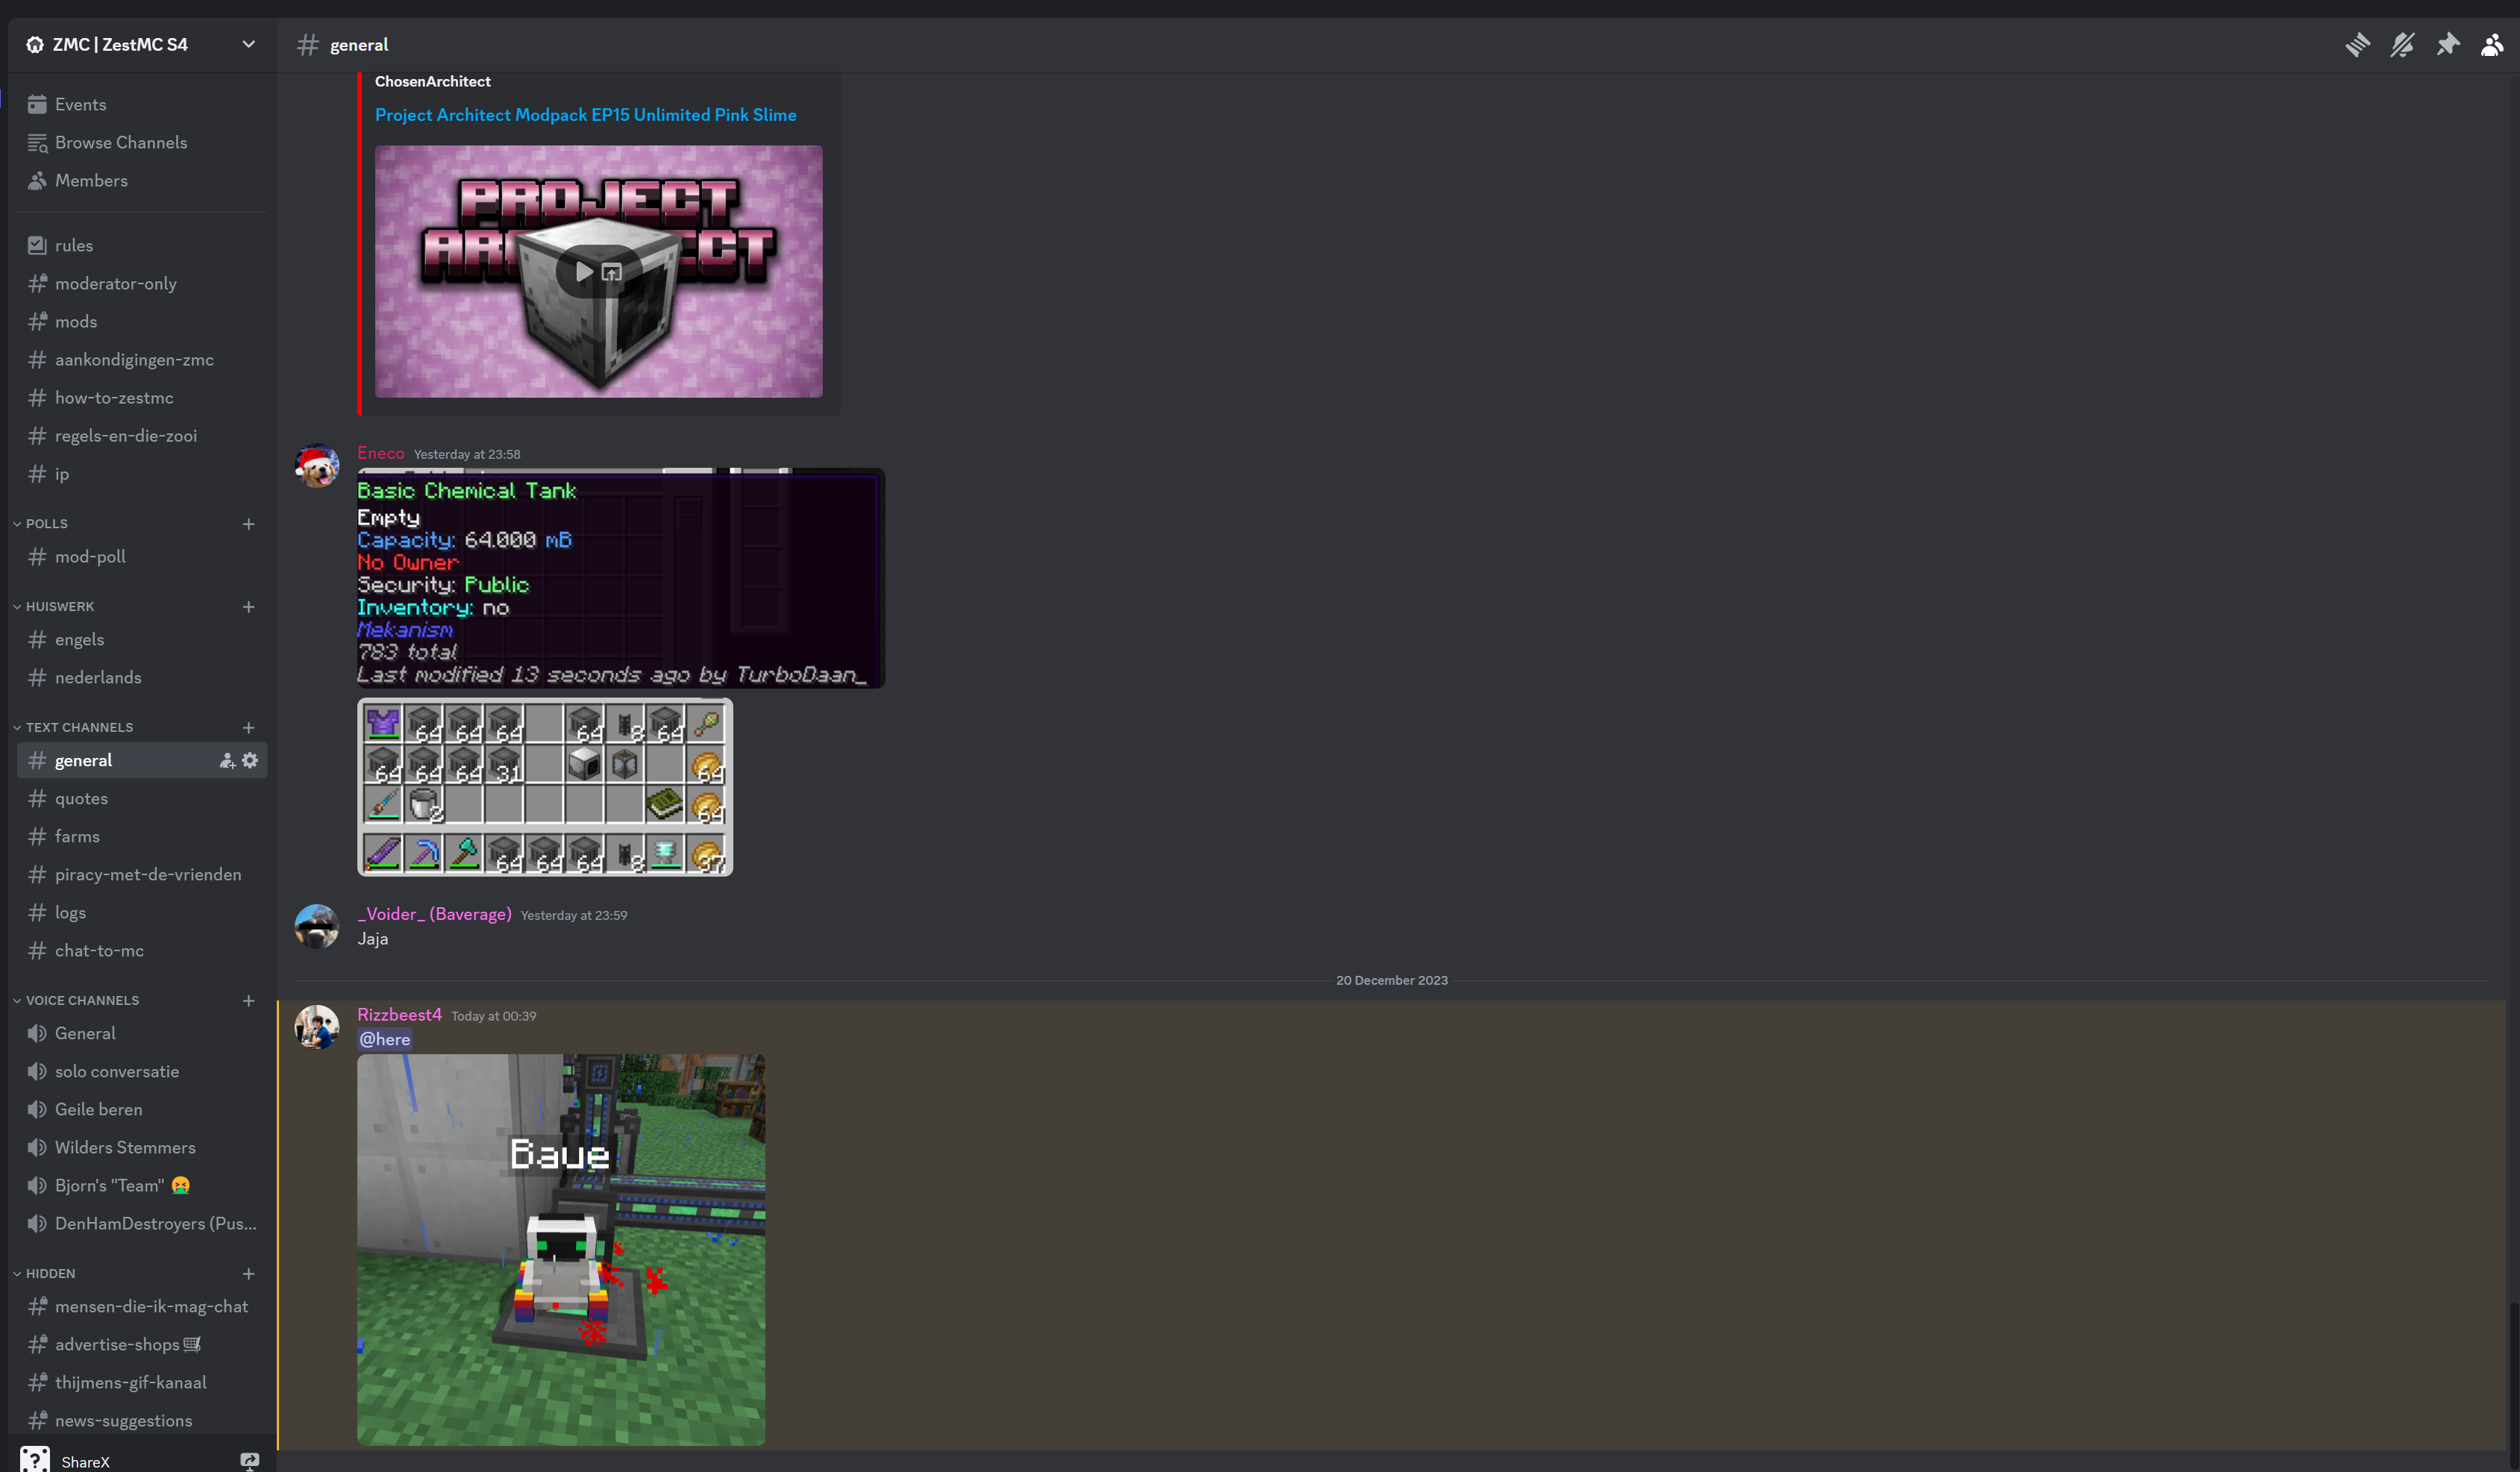 ZMC | ZestMC S4
Events
Browse Channels
Members
rules
moderator-only
mods
aankondigingen-zmc
how-to-zestmc
regels-en-die-zooi
ip
POLLS
mod-poll
HUISWERK
engels
nederlands
TEXT CHANNELS
general
quotes
farms
piracy-met-de-vrienden
logs
chat-to-mc
VOICE CHANNELS
General
solo conversatie
Geile beren
Wilders Stemmers
Bjorn's "Team" 🤮
DenHamDestroyers (Pus...
HIDDEN
mensen-die-ik-mag-chat
advertise-shops🛒
thijmens-gif-kanaal
news-suggestions
ShareX
general
ChosenArchitect
Project Architect Modpack EP15 Unlimited Pink Slime
PROJECT
Eneco Yesterday at 23:58
Basic Chemical Tank
Empty
Capacity: 64.000 mB
No Owner
Security: Public
Inventory: no
Mekanism
783 total
Last modified 13 seconds ago by TurboDaan_
64 64 64 64 8 64
64 64 64 31 64
8 64
64 64 64 8 37
_Voider_ (Baverage) Yesterday at 23:59
Jaja
20 December 2023
Rizzbeest4 Today at 00:39
@here
Baue